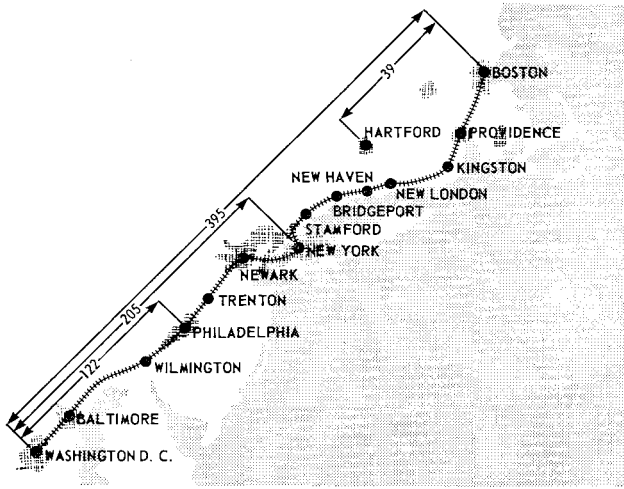 39
BOSTON
HARTFORD
PROVIDENCE
KINGSTON
NEW HAVEN
NEW LONDON
BRIDGEPORT
395
STAMFORD
NEW YORK
NEWARK
205
TRENTON
PHILADELPHIA
122
WILMINGTON
BALTIMORE
WASHINGTON D. C.